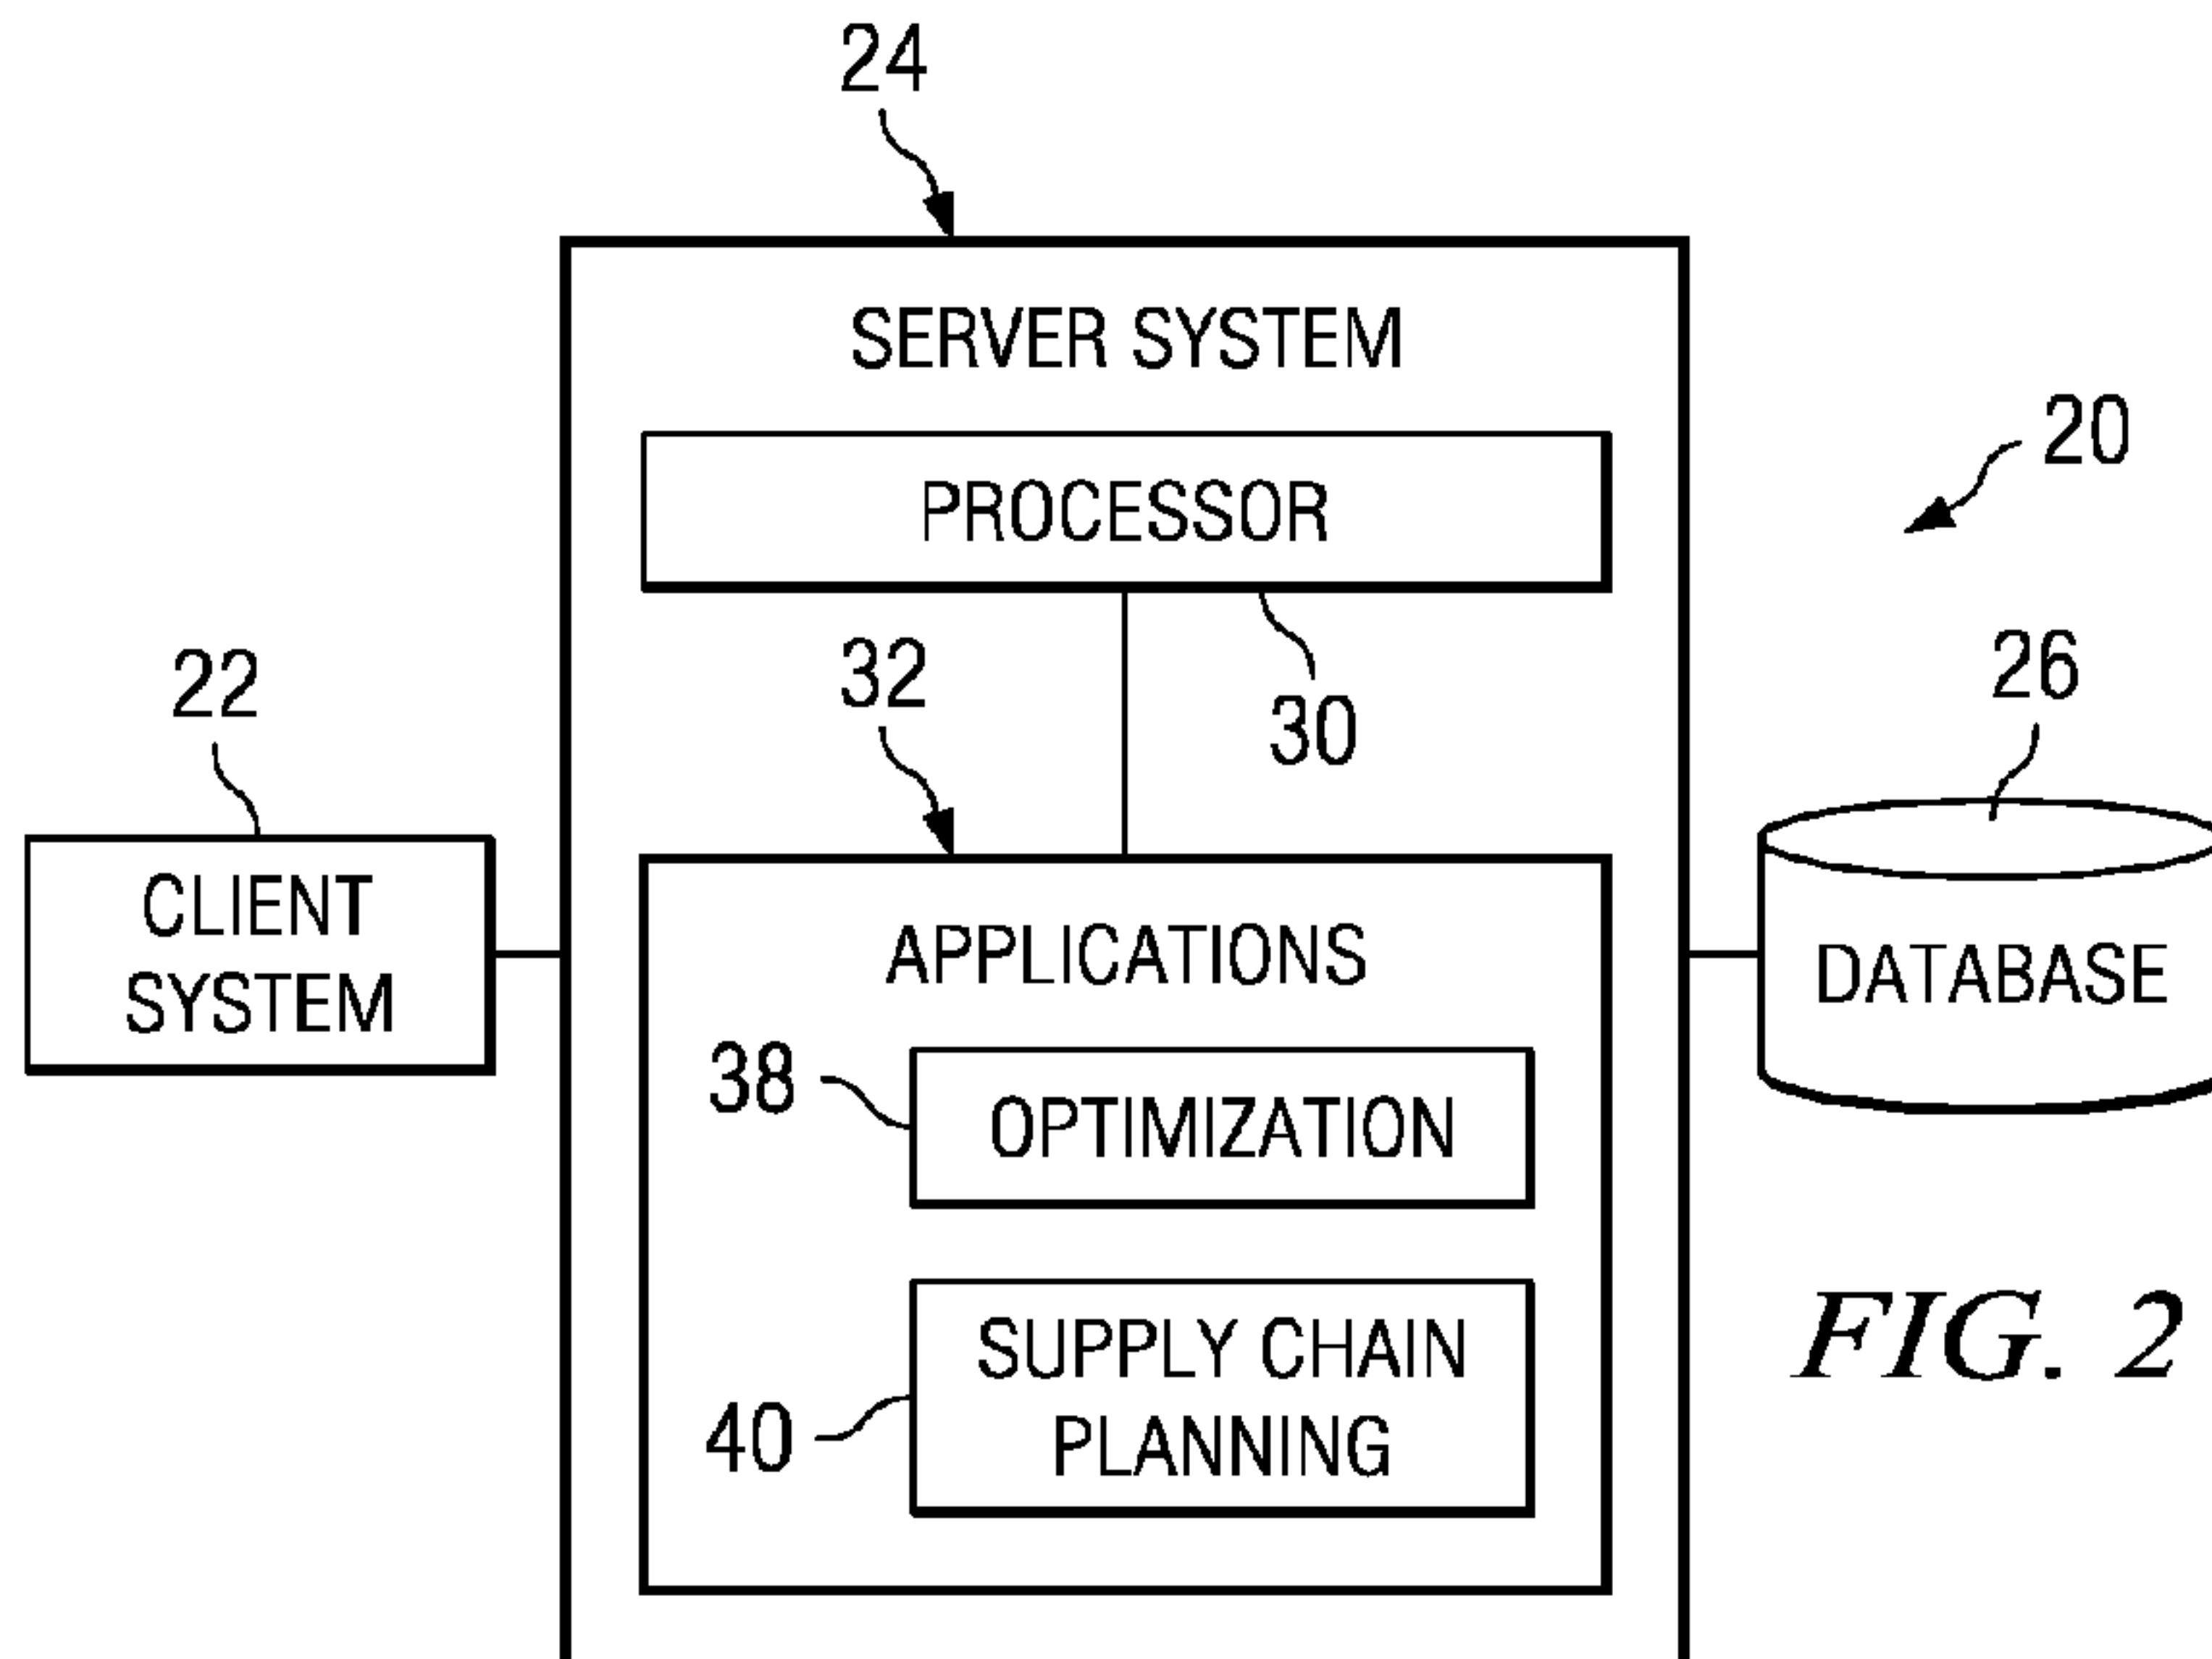 24
SERVER SYSTEM
20
PROCESSOR
26
22
32
30
CLIENT
SYSTEM
APPLICATIONS
DATABASE
38
OPTIMIZATION
SUPPLY CHAIN
PLANNING
40
FIG. 2